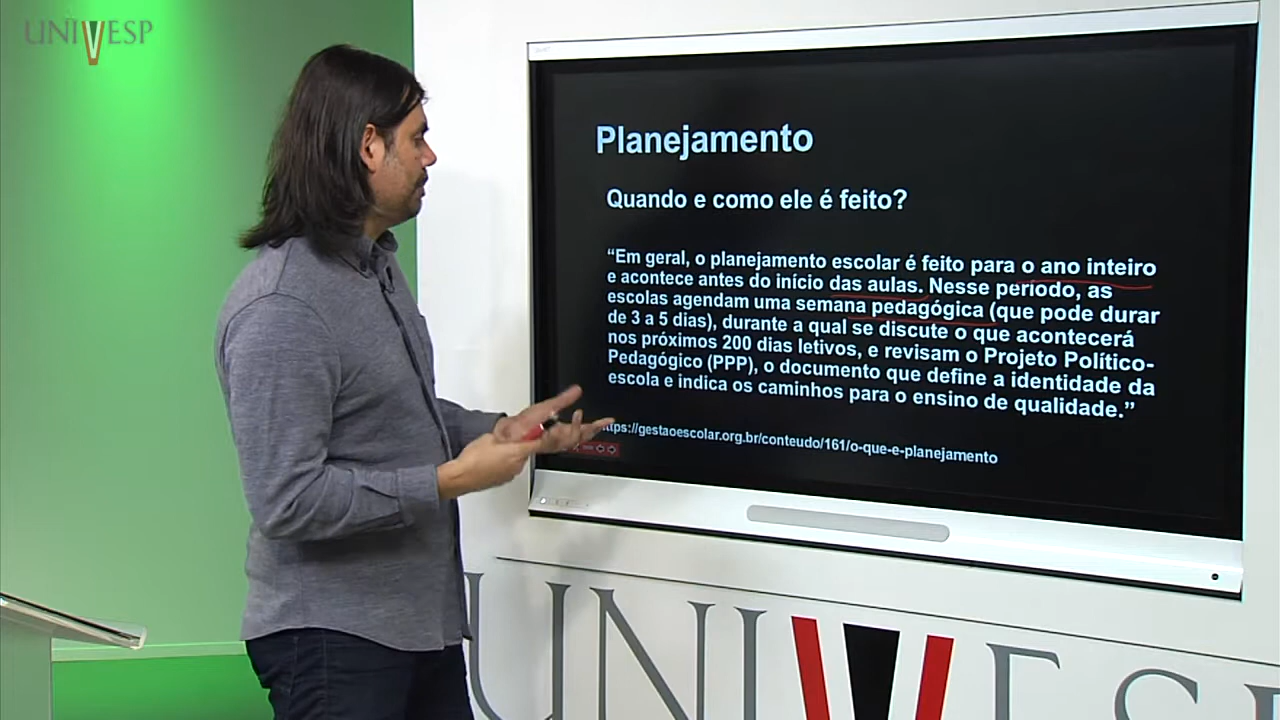 UNIVESP
Planejamento
Quando e como ele é feito?
“Em geral, o planejamento escolar é feito para o ano inteiro
e acontece antes do início das aulas. Nesse período, as
escolas agendam uma semana pedagógica (que pode durar
de 3 a 5 dias), durante a qual se discute o que acontecerá
nos próximos 200 dias letivos, e revisam o Projeto Político-
Pedagógico (PPP), o documento que define a identidade da
escola e indica os caminhos para o ensino de qualidade.”
https://gestaoescolar.org.br/conteudo/161/o-que-e-planejamento
UNIVESP